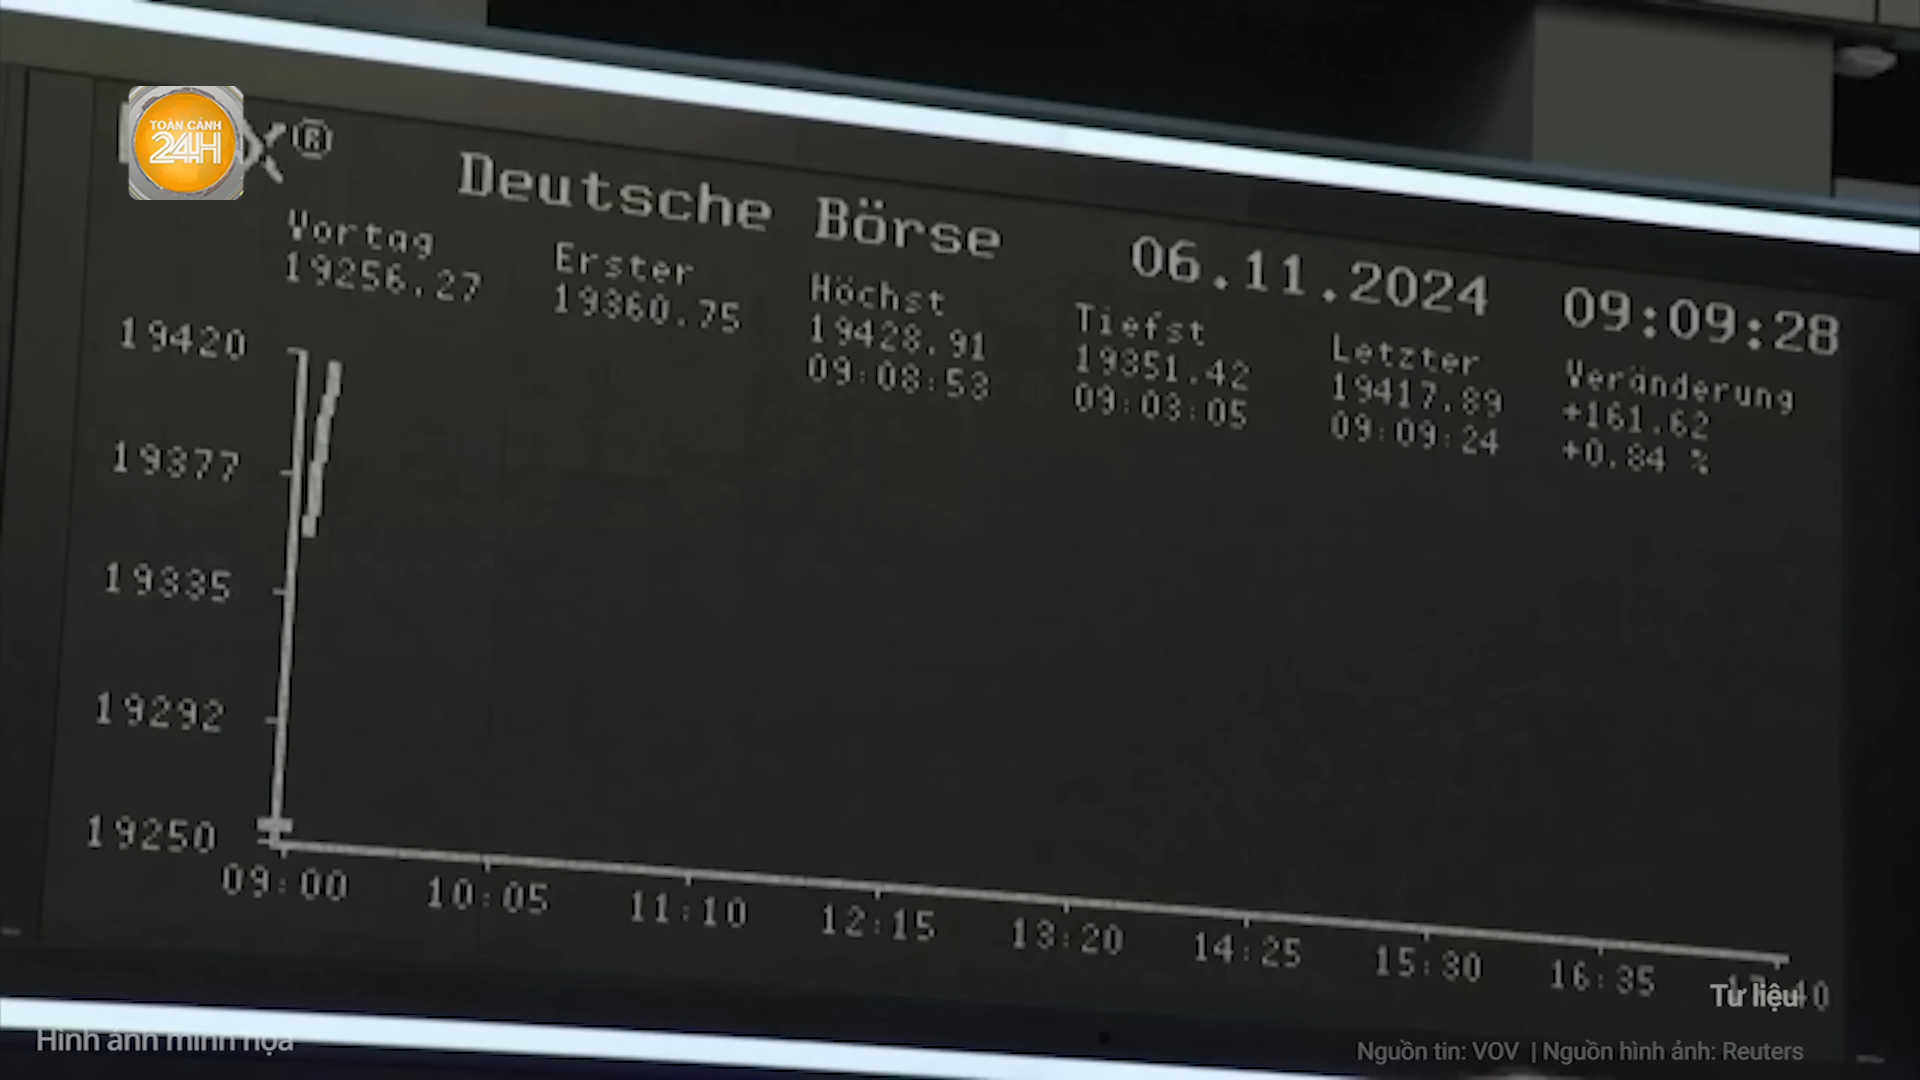 TOÀN CẢNH
24H
X®
Deutsche Börse 06.11.2024 09:09:28
Vortag Erster Höchst Tiefst Letzter Veränderung
19256.27 19360.75 19428.91 19351.42 19417.89 +161.62
09:08:53 09:03:05 09:09:24 +0.84 %
19420
19377
19335
19292
19250
09:00 10:05 11:10 12:15 13:20 14:25 15:30 16:35
Tư liệu
Hình ảnh minh họa
Nguồn tin: VOV | Nguồn hình ảnh: Reuters